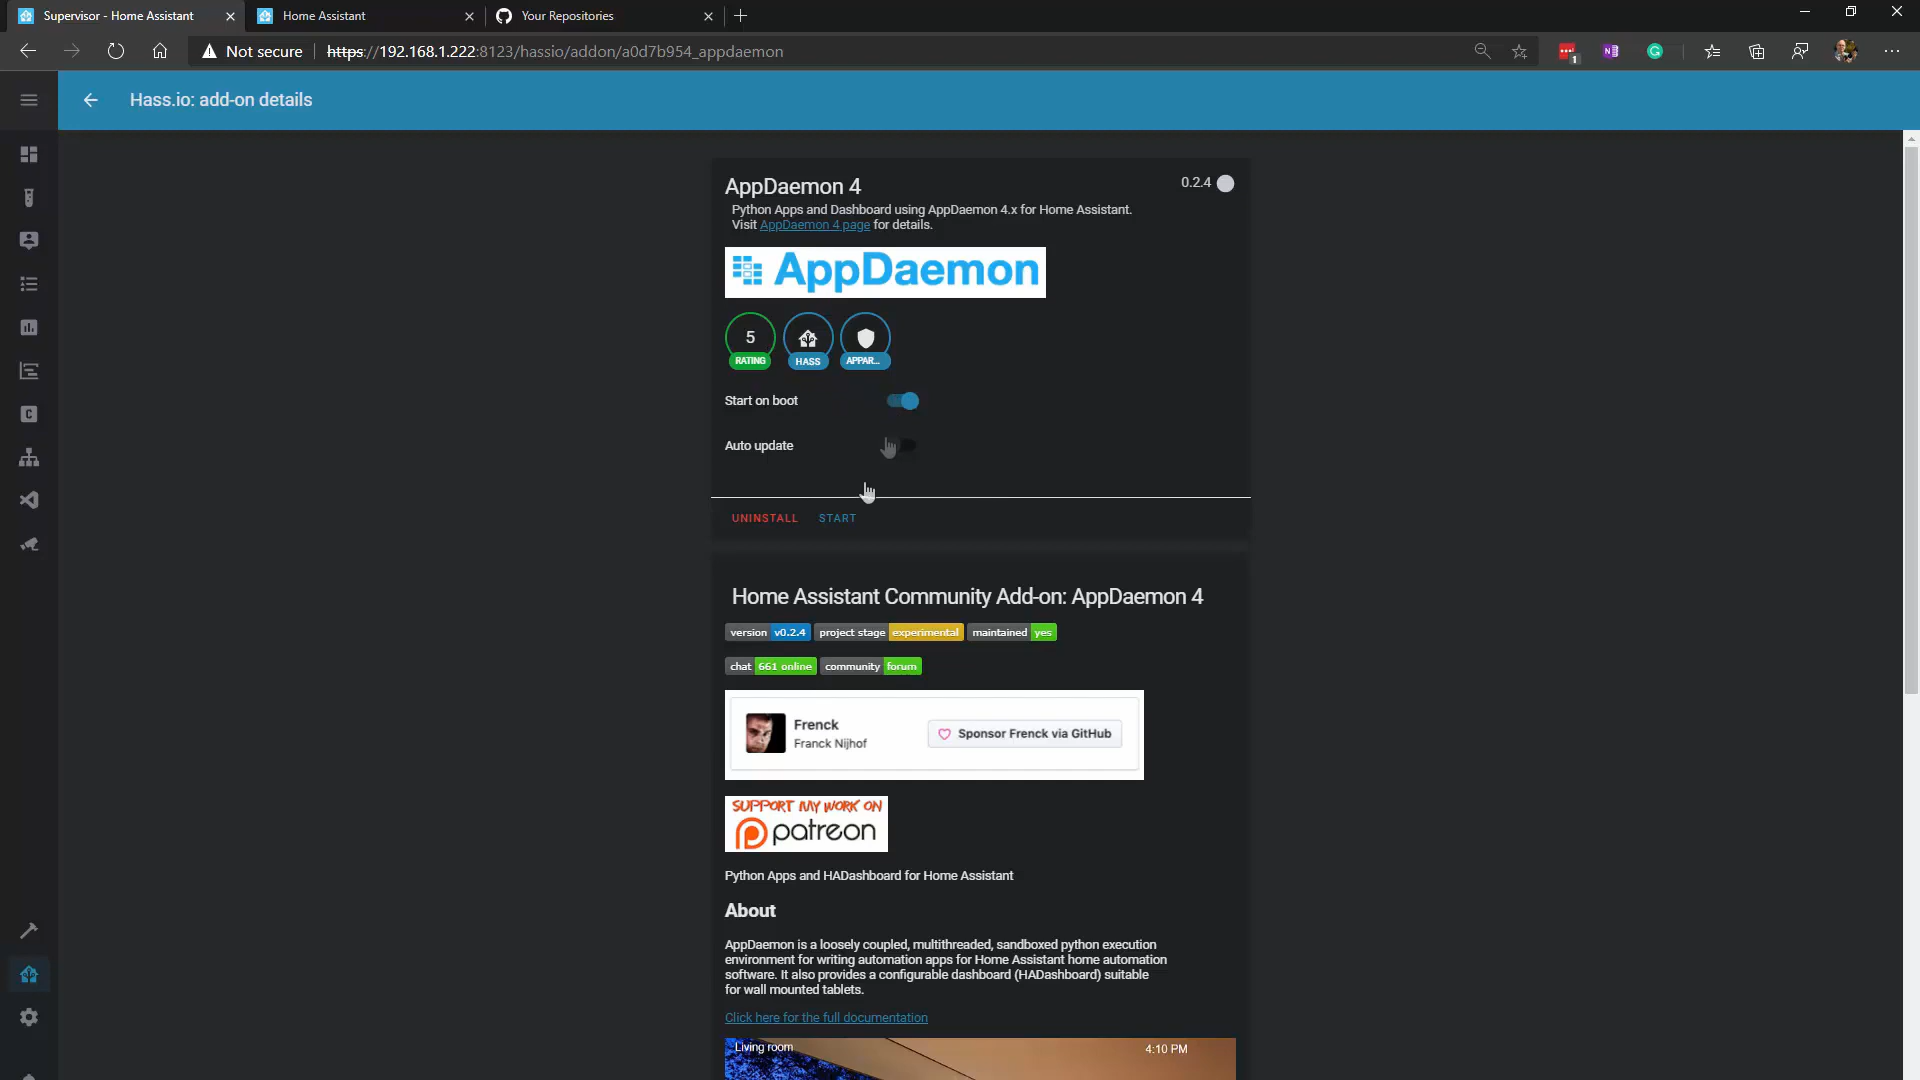 Supervisor - Home Assistant
Home Assistant
Your Repositories
Not secure
https://192.168.1.222:8123/hassio/addon/a0d7b954_appdaemon
1
N
G
Hass.io: add-on details
C
AppDaemon 4
0.2.4
Python Apps and Dashboard using AppDaemon 4.x for Home Assistant.
Visit AppDaemon 4 page for details.
AppDaemon
5
RATING
HASS
APPAR...
Start on boot
Auto update
UNINSTALL
START
Home Assistant Community Add-on: AppDaemon 4
version v0.2.4 project stage experimental maintained yes
chat 661 online community forum
Frenck
Franck Nijhof
Sponsor Frenck via GitHub
SUPPORT MY WORK ON
patreon
Python Apps and HADashboard for Home Assistant
About
AppDaemon is a loosely coupled, multithreaded, sandboxed python execution
environment for writing automation apps for Home Assistant home automation
software. It also provides a configurable dashboard (HADashboard) suitable
for wall mounted tablets.
Click here for the full documentation
Living room
4:10 PM